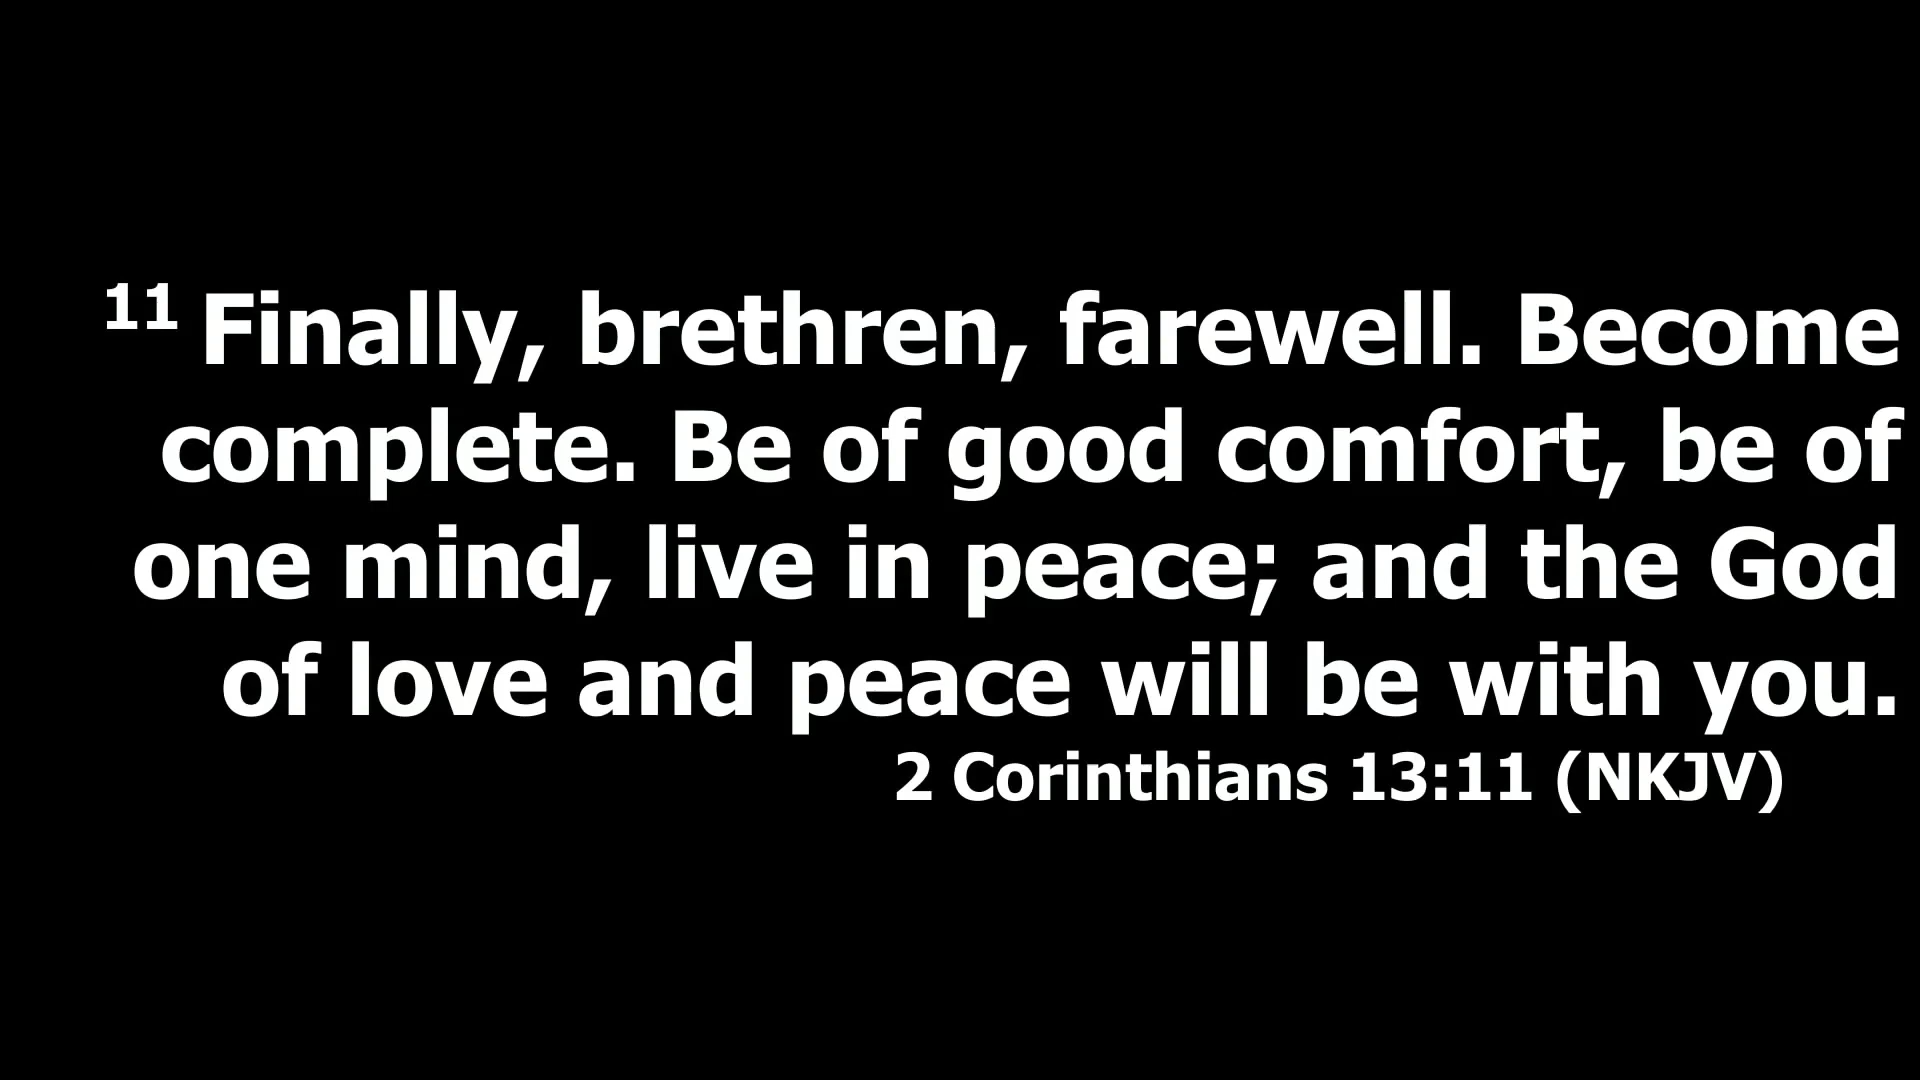 11 Finally, brethren, farewell. Become
complete. Be of good comfort, be of
one mind, live in peace; and the God
of love and peace will be with you.
2 Corinthians 13:11 (NKJV)